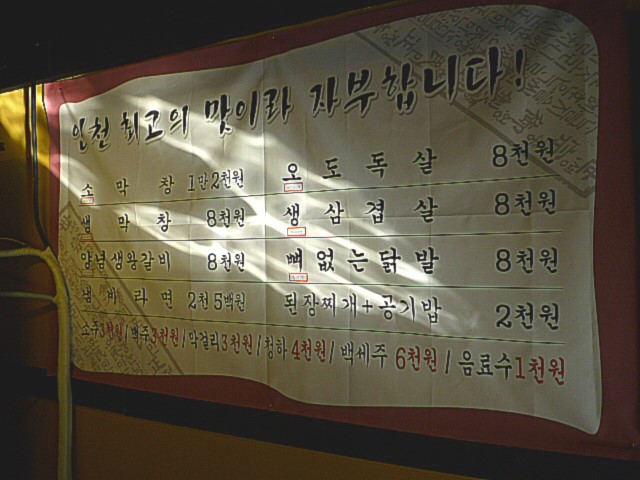 인천 최고의 맛이라 자부합니다!
소 막 창 1만2천원
생 막 창 8천원
양념생왕갈비 8천원
냄비라면 2천5백원
오 도 독 살 8천원
생 삼 겹 살 8천원
뼈 없 는 닭 발 8천원
된장찌개+공기밥 2천원
소주3천원/맥주3천원/막걸리3천원/청하 4천원/백세주 6천원/음료수1천원